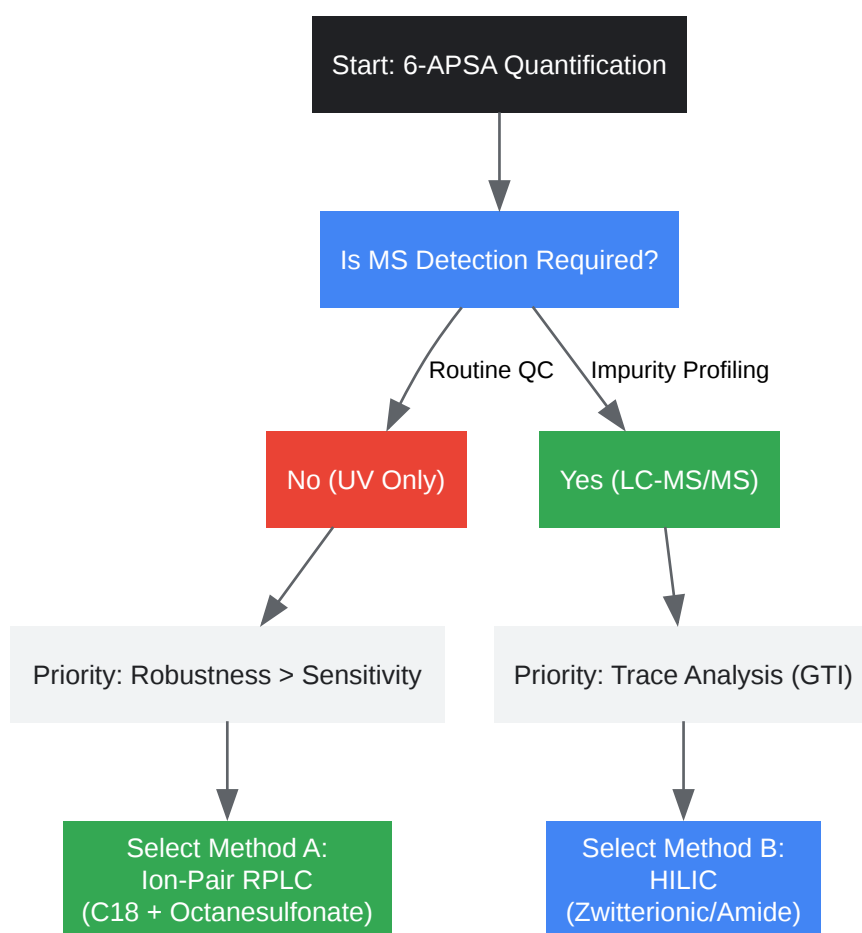 Start: 6-APSA Quantification
Is MS Detection Required?
Routine QC
Impurity Profiling
No (UV Only)
Yes (LC-MS/MS)
Priority: Robustness > Sensitivity
Priority: Trace Analysis (GTI)
Select Method A:
Ion-Pair RPLC
(C18 + Octanesulfonate)
Select Method B:
HILIC
(Zwitterionic/Amide)